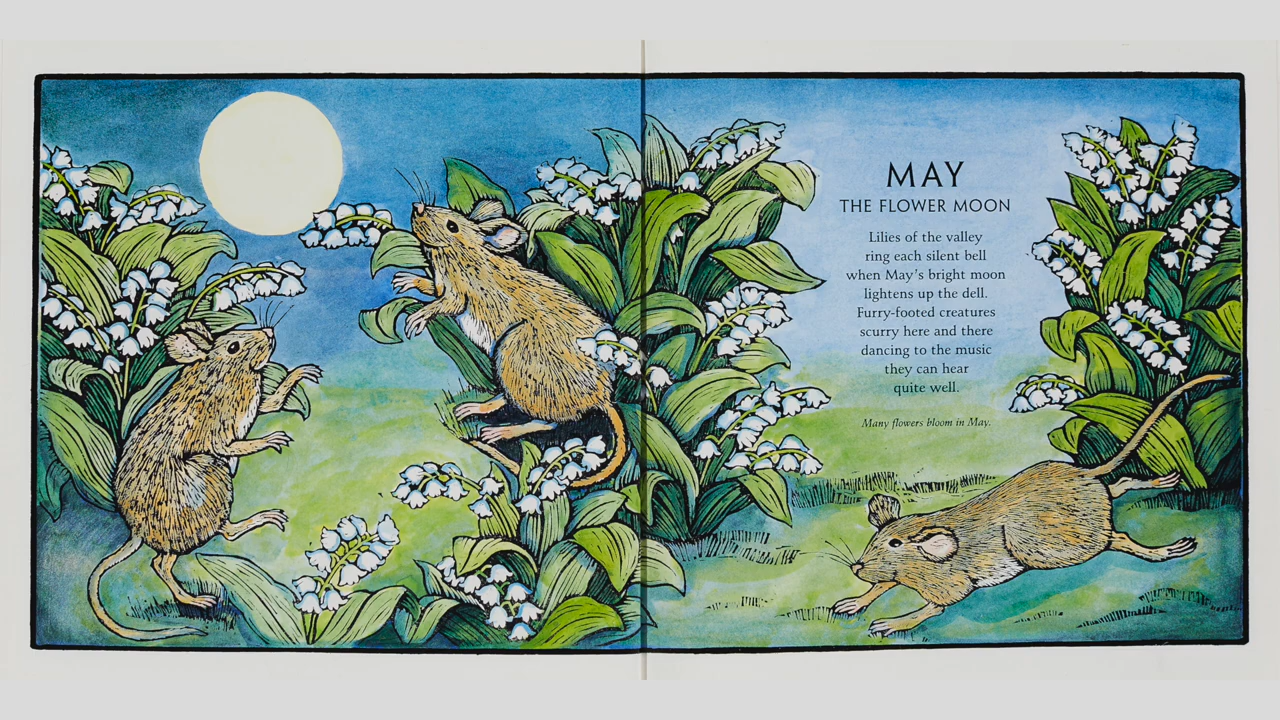 MAY
THE FLOWER MOON
Lilies of the valley
ring each silent bell
when May's bright moon
lightens up the dell.
Furry-footed creatures
scurry here and there
dancing to the music
they can hear
quite well.
Many flowers bloom in May.